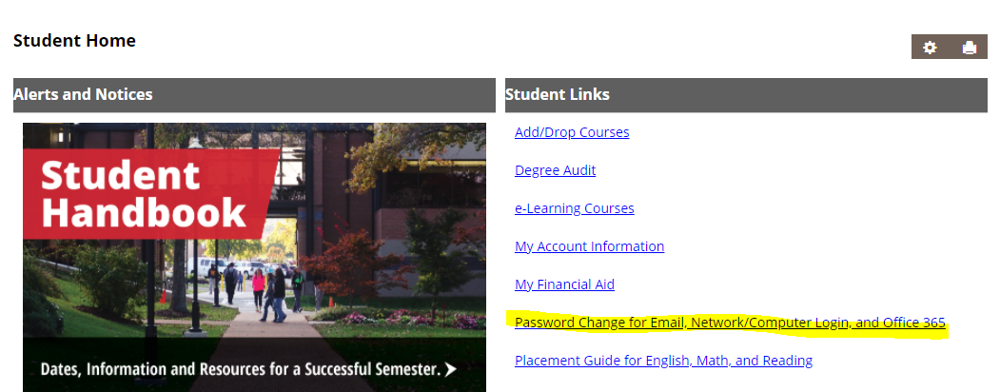 Student Home
Alerts and Notices
Student
Handbook
Dates, Information and Resources for a Successful Semester.
Student Links
Add/Drop Courses
Degree Audit
e-Learning Courses
My Account Information
My Financial Aid
Password Change for Email, Network/Computer Login, and Office 365
Placement Guide for English, Math, and Reading